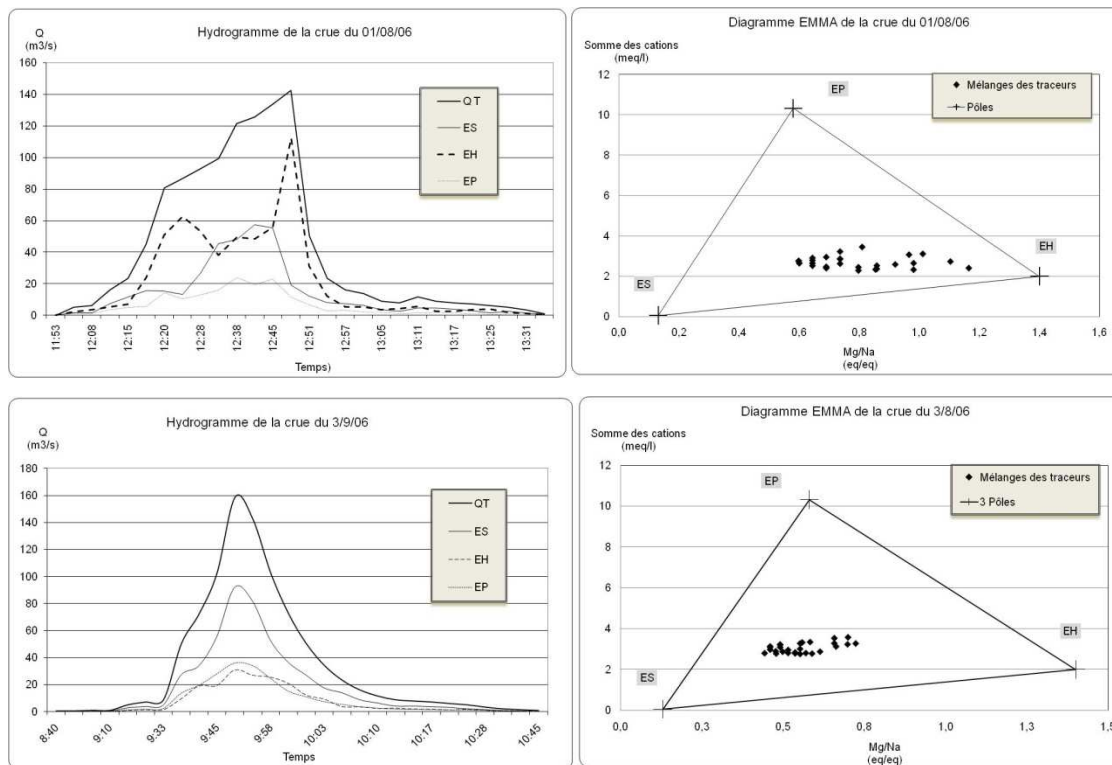 Hydrogramme de la crue du 01/08/06
Q
(m3/s)
160
140
120
100
80
60
40
20
0
QT
ES
EH
EP
11:53
12:08
12:15
12:20
12:28
12:38
12:45
12:51
12:57
13:05
13:11
13:17
13:25
13:31
Temps)
Diagramme EMMA de la crue du 01/08/06
Somme des cations
(meq/l)
12
10
8
6
4
2
0
EP
EH
ES
Mélanges des traceurs
Pôles
0,0 0,2 0,4 0,6 0,8 1,0 1,2 1,4 1,6
Mg/Na
(eq/eq)
Hydrogramme de la crue du 3/9/06
Q
(m3/s)
180
160
140
120
100
80
60
40
20
0
QT
ES
EH
EP
8:40
9:10
9:35
9:45
9:58
10:03
10:10
10:17
10:28
10:45
Temps
Diagramme EMMA de la crue du 3/8/06
Somme des cations
(meq/l)
12
10
8
6
4
2
0
EP
EH
ES
Mélanges des traceurs
3 Pôles
0,0 0,3 0,5 0,8 1,0 1,3 1,5
Mg/Na
(eq/eq)